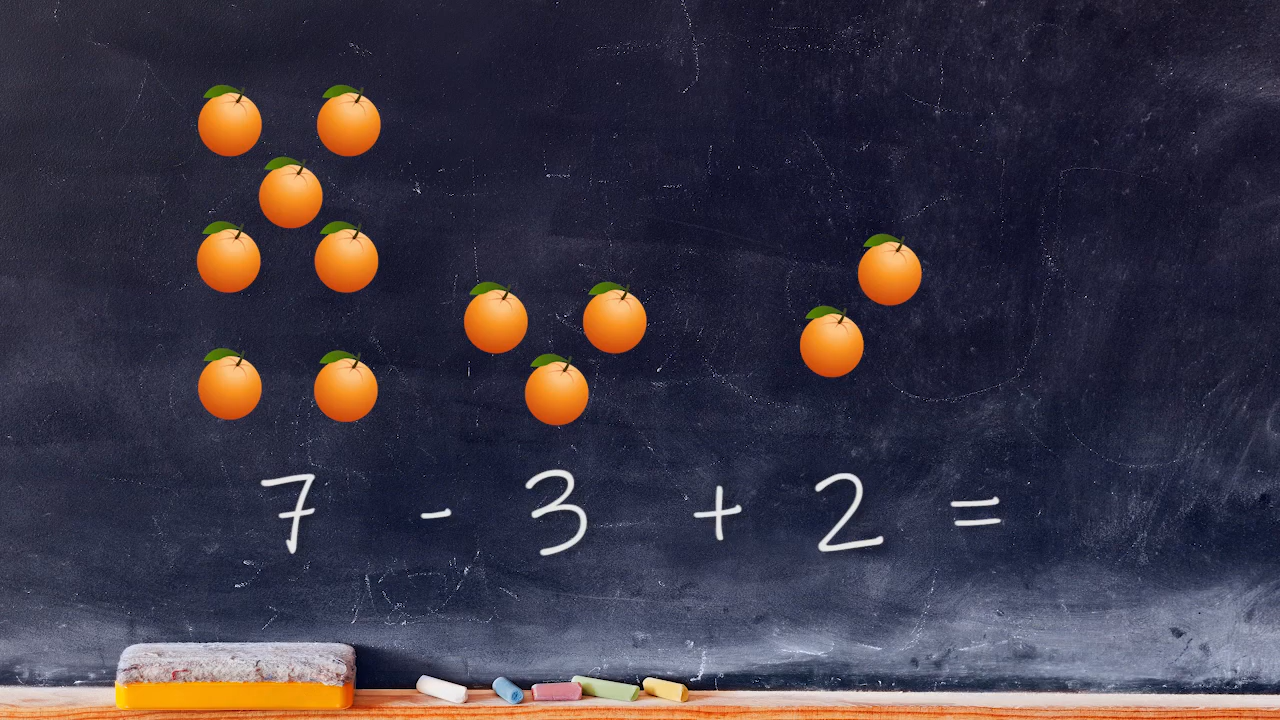 7 - 3 + 2 =